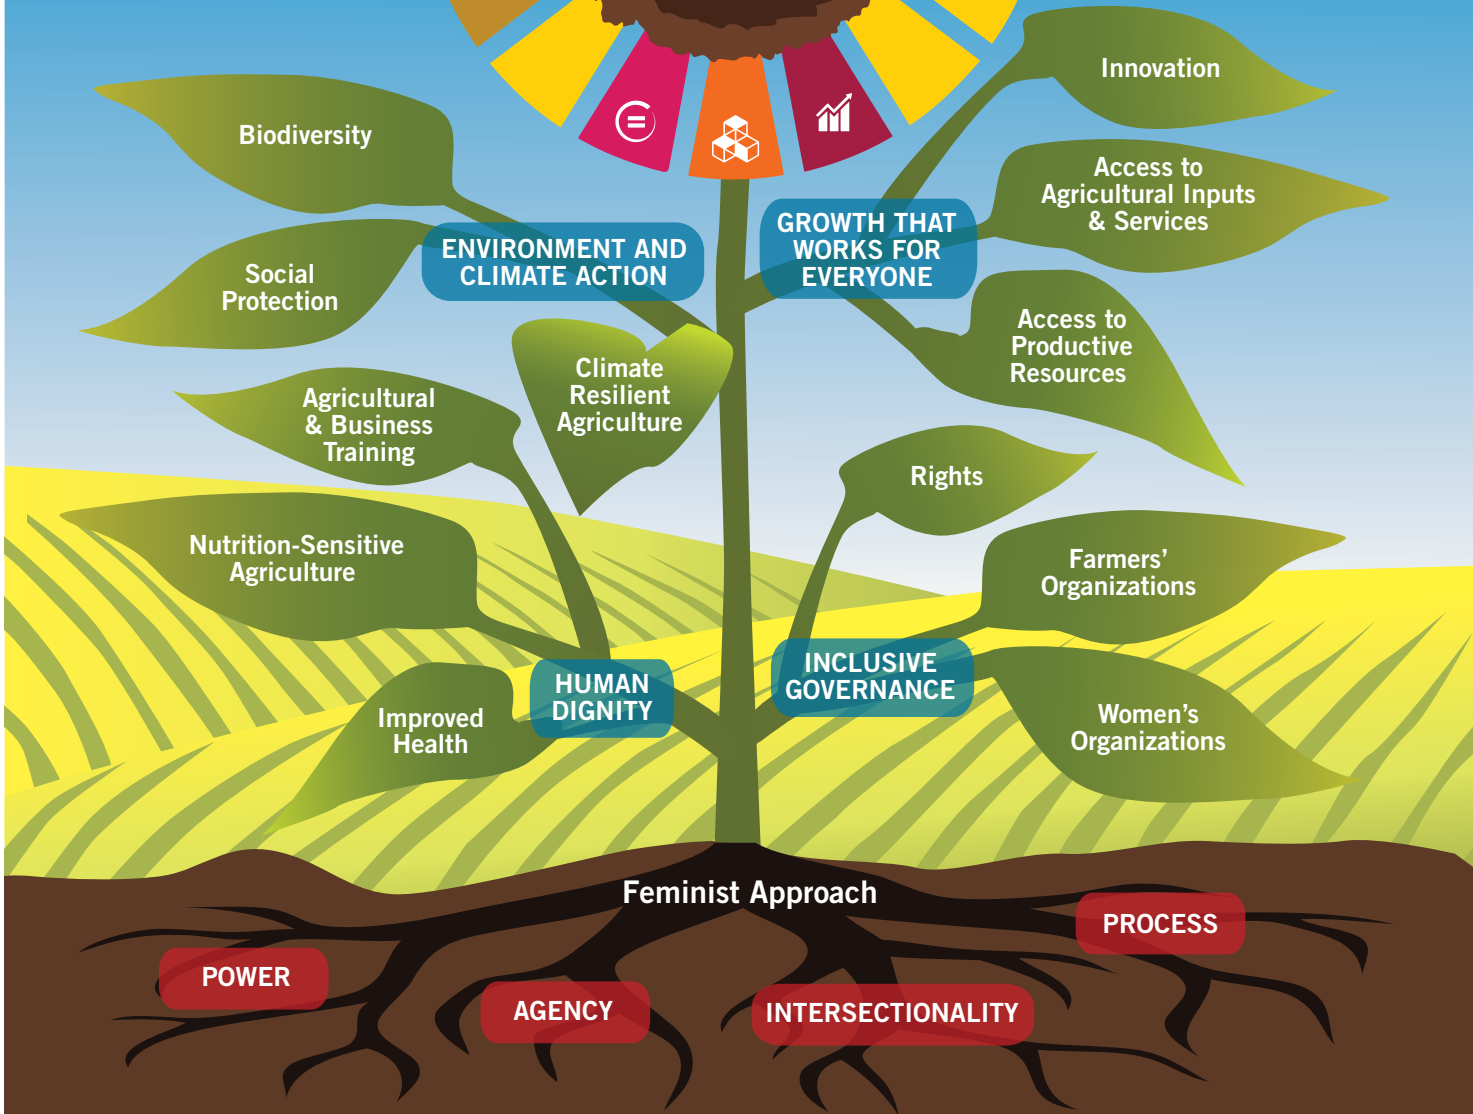 Innovation
Biodiversity
Access to
Agricultural Inputs
& Services
GROWTH THAT
WORKS FOR
EVERYONE
ENVIRONMENT AND
CLIMATE ACTION
Social
Protection
Access to
Productive
Resources
Climate
Resilient
Agriculture
Agricultural
& Business
Training
Rights
Nutrition-Sensitive
Agriculture
Farmers’
Organizations
INCLUSIVE
GOVERNANCE
HUMAN
DIGNITY
Improved
Health
Women’s
Organizations
Feminist Approach
PROCESS
POWER
AGENCY
INTERSECTIONALITY